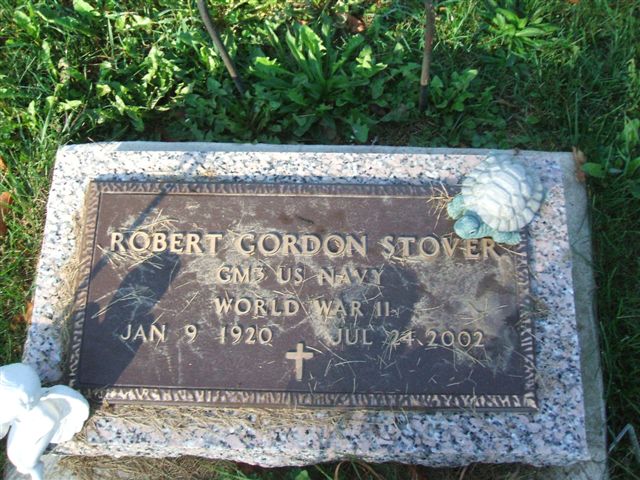 ROBERT GORDON STOVER
GM3 US NAVY
WORLD WAR II
JAN 9 1920 JUL 24 2002